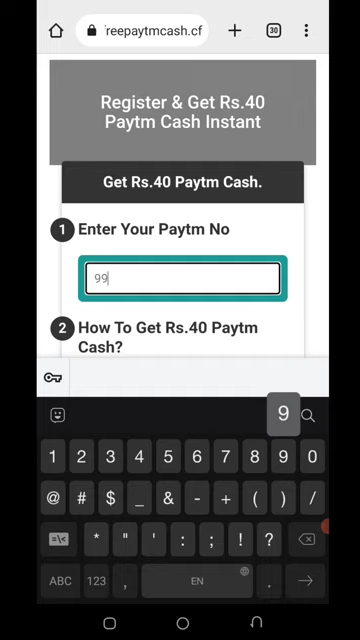 reepaytmcash.cf
30
Register & Get Rs.40
Paytm Cash Instant
Get Rs.40 Paytm Cash.
1 Enter Your Paytm No
99
2 How To Get Rs.40 Paytm
Cash?
9
1 2 3 4 5 6 7 8 9 0
@ # $ _ & - + ( ) /
=\< * " ' : ; ! ?
ABC 123 , EN .